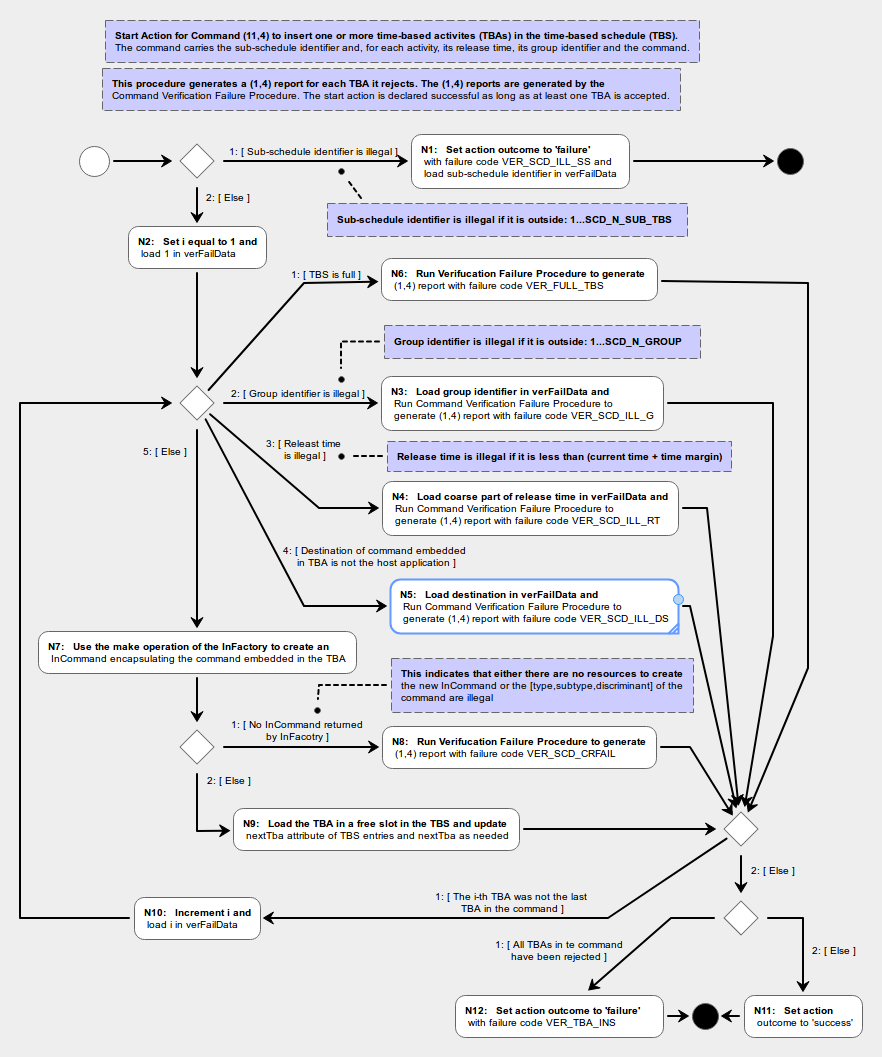 Start Action for Command (11,4) to insert one or more time-based activites (TBAs) in the time-based schedule (TBS).
The command carries the sub-schedule identifier and, for each activity, its release time, its group identifier and the command.
This procedure generates a (1,4) report for each TBA it rejects. The (1,4) reports are generated by the
Command Verification Failure Procedure. The start action is declared successful as long as at least one TBA is accepted.
1: [ Sub-schedule identifier is illegal ]
N1: Set action outcome to 'failure'
with failure code VER_SCD_ILL_SS and
load sub-schedule identifier in verFailData
2: [ Else ]
Sub-schedule identifier is illegal if it is outside: 1...SCD_N_SUB_TBS
N2: Set i equal to 1 and
load 1 in verFailData
1: [ TBS is full ]
N6: Run Verifucation Failure Procedure to generate
(1,4) report with failure code VER_FULL_TBS
Group identifier is illegal if it is outside: 1...SCD_N_GROUP
2: [ Group identifier is illegal ]
N3: Load group identifier in verFailData and
Run Command Verification Failure Procedure to
generate (1,4) report with failure code VER_SCD_ILL_G
5: [ Else ]
3: [ Releast time
is illegal ]
Release time is illegal if it is less than (current time + time margin)
N4: Load coarse part of release time in verFailData and
Run Command Verification Failure Procedure to
generate (1,4) report with failure code VER_SCD_ILL_RT
4: [ Destination of command embedded
in TBA is not the host application ]
N5: Load destination in verFailData and
Run Command Verification Failure Procedure to
generate (1,4) report with failure code VER_SCD_ILL_DS
N7: Use the make operation of the InFactory to create an
InCommand encapsulating the command embedded in the TBA
This indicates that either there are no resources to create
the new InCommand or the [type,subtype,discriminant] of the
command are illegal
1: [ No InCommand returned
by InFacotry ]
N8: Run Verifucation Failure Procedure to generate
(1,4) report with failure code VER_SCD_CRFAIL
2: [ Else ]
N9: Load the TBA in a free slot in the TBS and update
nextTba attribute of TBS entries and nextTba as needed
2: [ Else ]
1: [ The i-th TBA was not the last
TBA in the command ]
N10: Increment i and
load i in verFailData
1: [ All TBAs in te command
have been rejected ]
2: [ Else ]
N12: Set action outcome to 'failure'
with failure code VER_TBA_INS
N11: Set action
outcome to 'success'